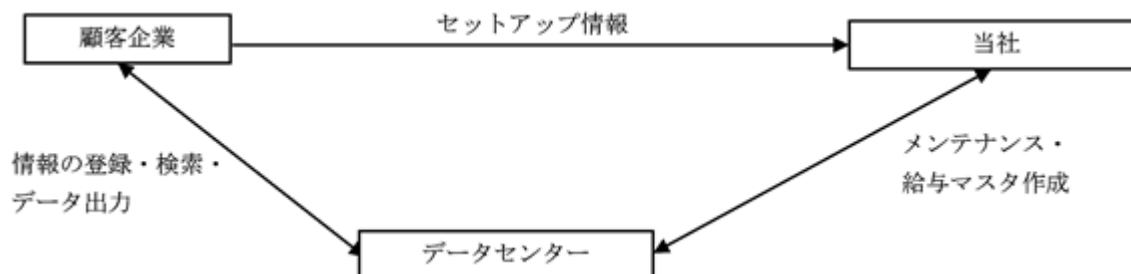 セットアップ情報
顧客企業
当社
情報の登録・検索・
データ出力
メンテナンス・
給与マスタ作成
データセンター